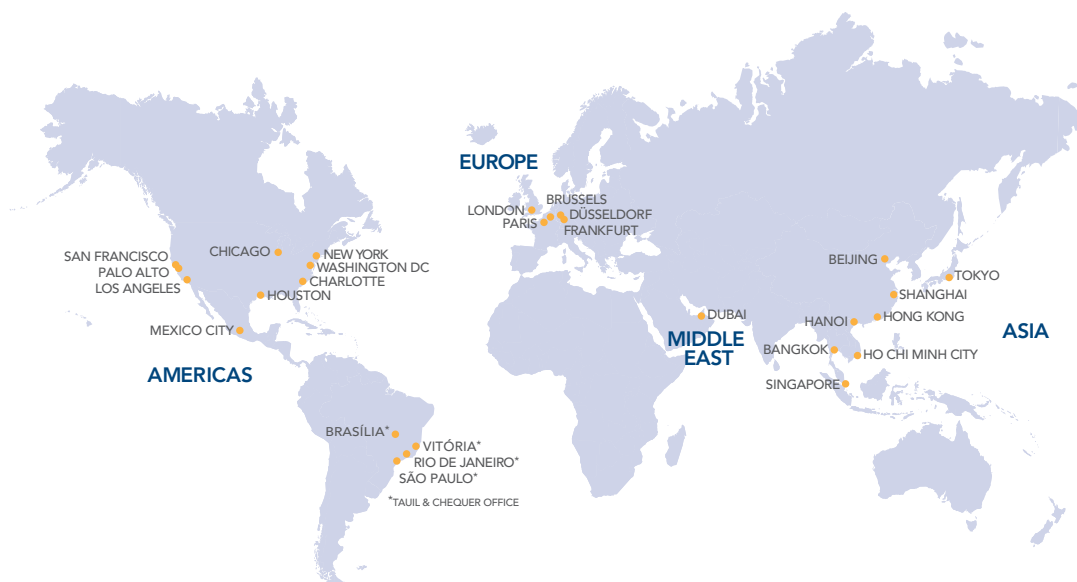 EUROPE
BRUSSELS
LONDON
DÜSSELDORF
PARIS
FRANKFURT
SAN FRANCISCO
PALO ALTO
LOS ANGELES
CHICAGO
NEW YORK
WASHINGTON DC
CHARLOTTE
HOUSTON
MEXICO CITY
AMERICAS
BRASÍLIA*
VITÓRIA*
RIO DE JANEIRO*
SÃO PAULO*
*TAUIL & CHEQUER OFFICE
DUBAI
MIDDLE
EAST
BEIJING
TOKYO
SHANGHAI
HONG KONG
HANOI
BANGKOK
HO CHI MINH CITY
SINGAPORE
ASIA